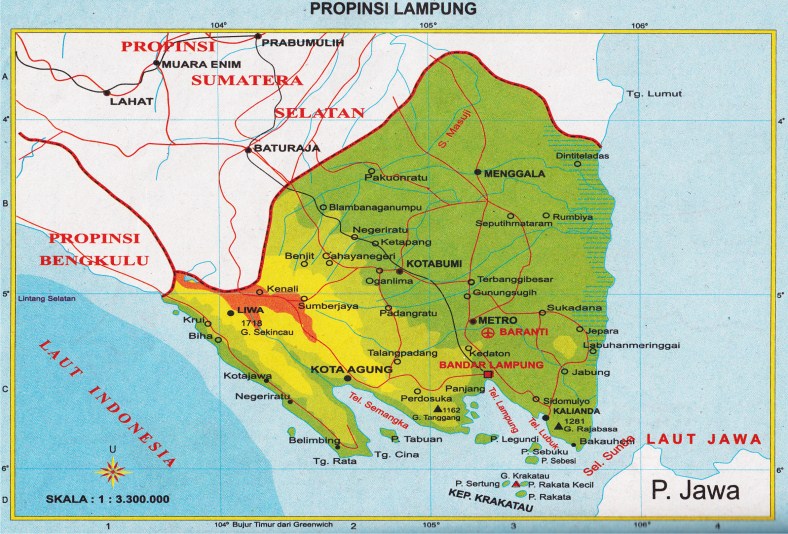 PROPINSI LAMPUNG
104°
105°
106°
PROPINSI
SUMATERA
SELATAN
PRABUMULIH
MUARA ENIM
LAHAT
BATURAJA
Tg. Lumut
A
4°
4°
S. Masuji
Dintiteladas
MENGGALA
Pakuonratu
B
B
Blambanaganumpu
Seputihmataram
Rumbiya
Negeriratu
Ketapang
PROPINSI
BENGKULU
Benjit
Cahayanegeri
KOTABUMI
Oganlima
Terbanggibesar
5°
5°
Kenali
Gunungsugih
Lintang Selatan
Sumberjaya
LIWA
1718
G. Sekincau
Padangratu
Sukadana
METRO
BARANTI
Jepara
Krui
Biha
Labuhanmeringgai
Talangpadang
Kedaton
BANDAR LAMPUNG
KOTA AGUNG
Jabung
Kotajawa
C
C
Negeriratu
Perdosuka
Panjang
Tel. Semangka
1162
G. Tanggang
Tel. Lampung
Sidomulyo
KALIANDA
1281
G. Rajabasa
Tel. Lubuk
LAUT INDONESIA
Belimbing
P. Tabuan
P. Legundi
Bakauheni
LAUT JAWA
Sel. Sunda
U
Tg. Rata
Tg. Cina
P. Sebuku
P. Sebesi
6°
6°
G. Krakatau
P. Sertung
P. Rakata Kecil
P. Rakata
KEP. KRAKATAU
P. Jawa
SKALA : 1 : 3.300.000
D
D
1
104° Bujur Timur dari Greenwich
2
105°
3
106°
4